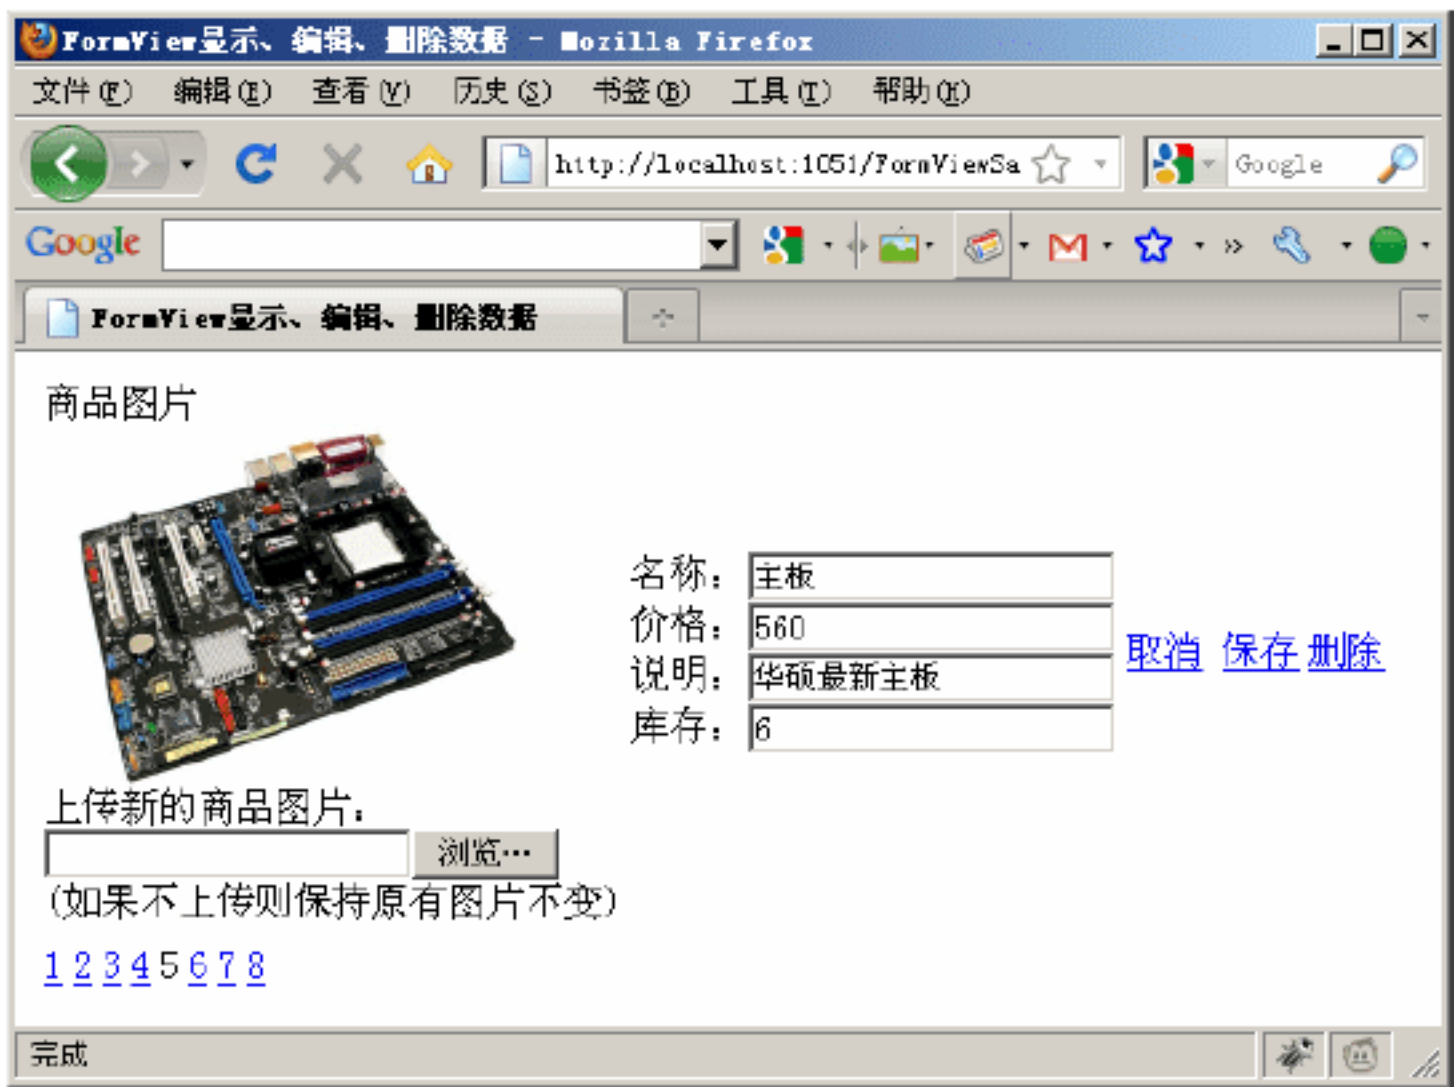 FormView显示、编辑、删除数据 - Mozilla Firefox
文件(F) 编辑(E) 查看(V) 历史(S) 书签(B) 工具(T) 帮助(H)
http://localhost:1051/FormViewSa Google
Google
FormView显示、编辑、删除数据
商品图片
名称: 主板
价格: 560
说明: 华硕最新主板
库存: 6
取消 保存 删除
上传新的商品图片:
浏览…
(如果不上传则保持原有图片不变)
1 2 3 4 5 6 7 8
完成